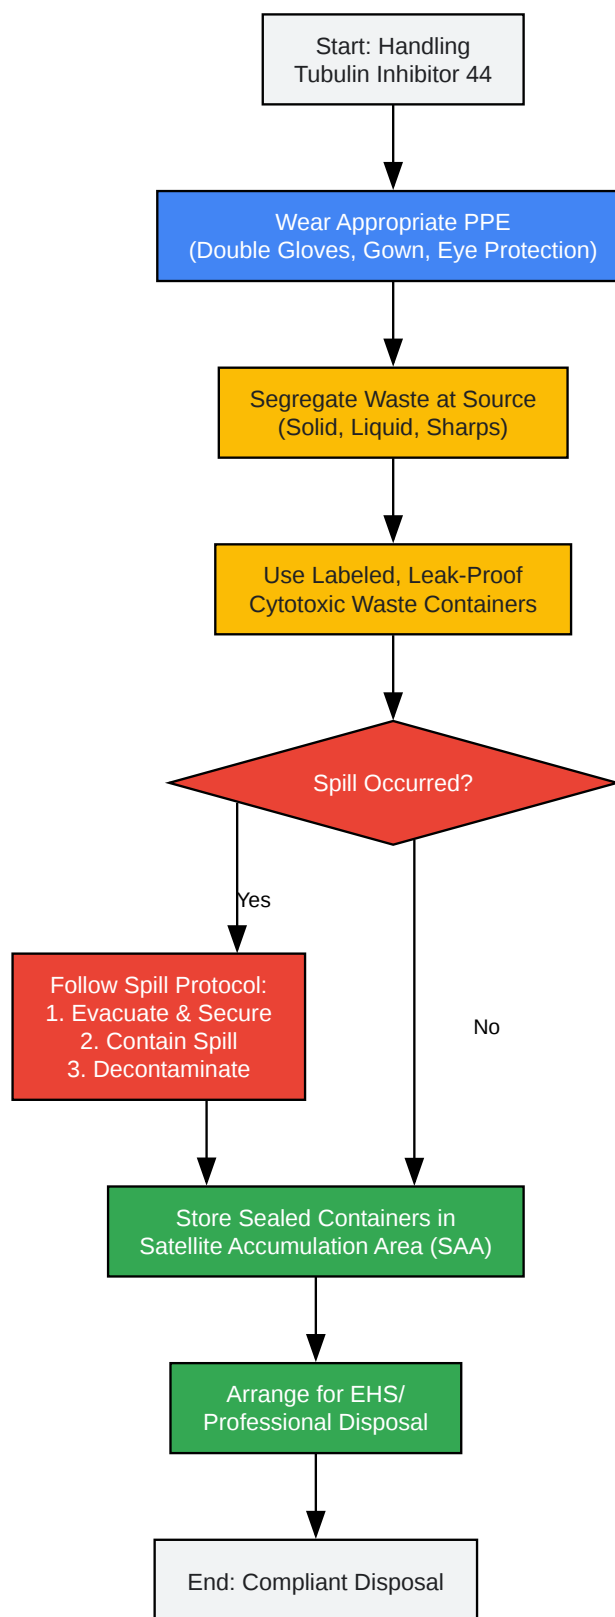 Start: Handling
Tubulin Inhibitor 44
Wear Appropriate PPE
(Double Gloves, Gown, Eye Protection)
Segregate Waste at Source
(Solid, Liquid, Sharps)
Use Labeled, Leak-Proof
Cytotoxic Waste Containers
Spill Occurred?
Yes
Follow Spill Protocol:
1. Evacuate & Secure
2. Contain Spill
3. Decontaminate
No
Store Sealed Containers in
Satellite Accumulation Area (SAA)
Arrange for EHS/
Professional Disposal
End: Compliant Disposal